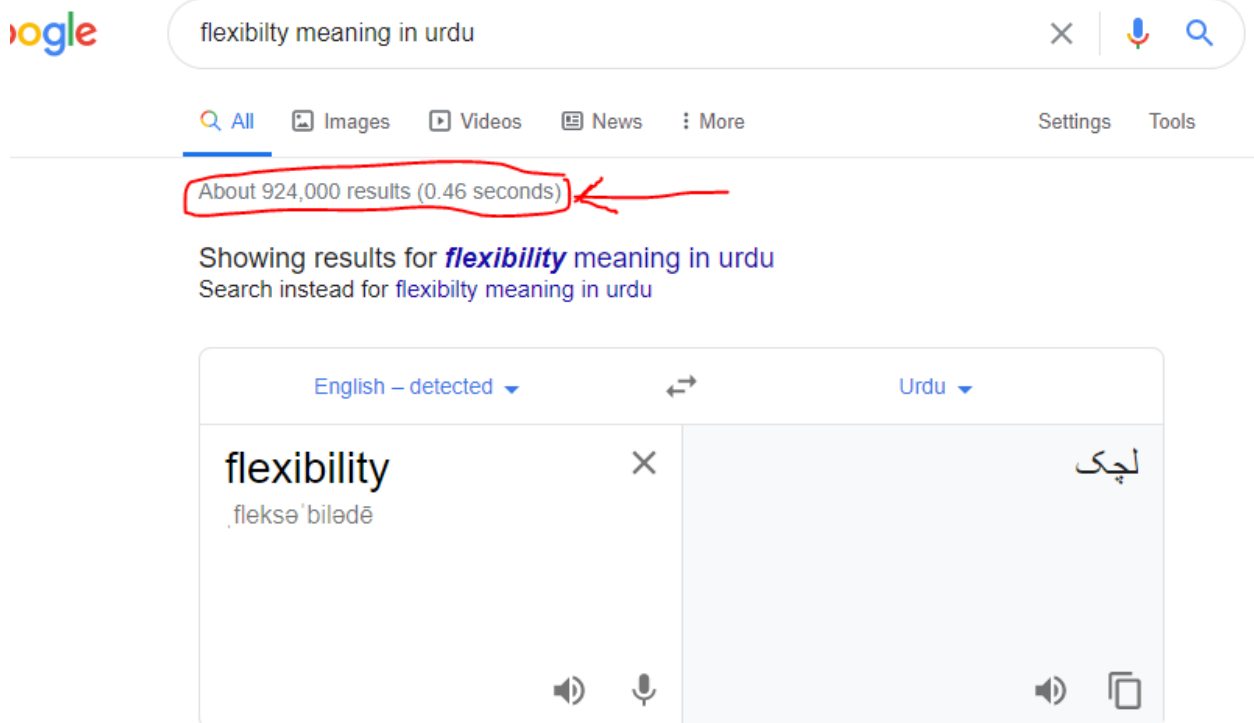 oogle
flexibilty meaning in urdu
All Images Videos News More Settings Tools
About 924,000 results (0.46 seconds)
Showing results for flexibility meaning in urdu
Search instead for flexibilty meaning in urdu
English – detected Urdu
flexibility
ˌfleksəˈbilədē
لچک